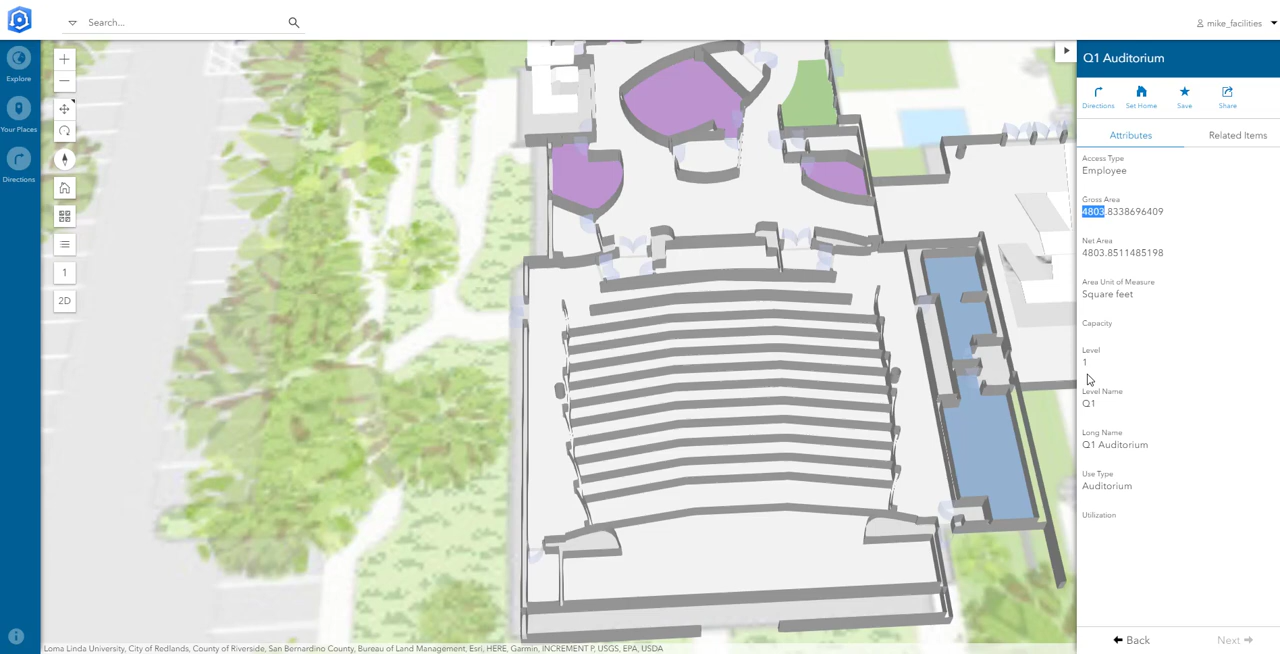 Search...
mike_facilities
Explore
Your Places
Directions
1
2D
Q1 Auditorium
Directions
Set Home
Save
Share
Attributes
Related Items
Access Type
Employee
Gross Area
4803.8338696409
Net Area
4803.8511485198
Area Unit of Measure
Square feet
Capacity
Level
1
Level Name
Q1
Long Name
Q1 Auditorium
Use Type
Auditorium
Utilization
Back
Next
Loma Linda University, City of Redlands, County of Riverside, San Bernardino County, Bureau of Land Management, Esri, HERE, Garmin, INCREMENT P, USGS, EPA, USDA